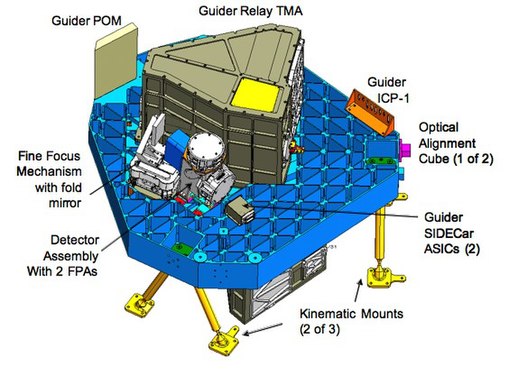 Guider POM
Guider Relay TMA
Guider
ICP-1
Optical
Alignment
Cube (1 of 2)
Fine Focus
Mechanism
with fold
mirror
Guider
SIDECar
ASICs (2)
Detector
Assembly
With 2 FPAs
Kinematic Mounts
(2 of 3)